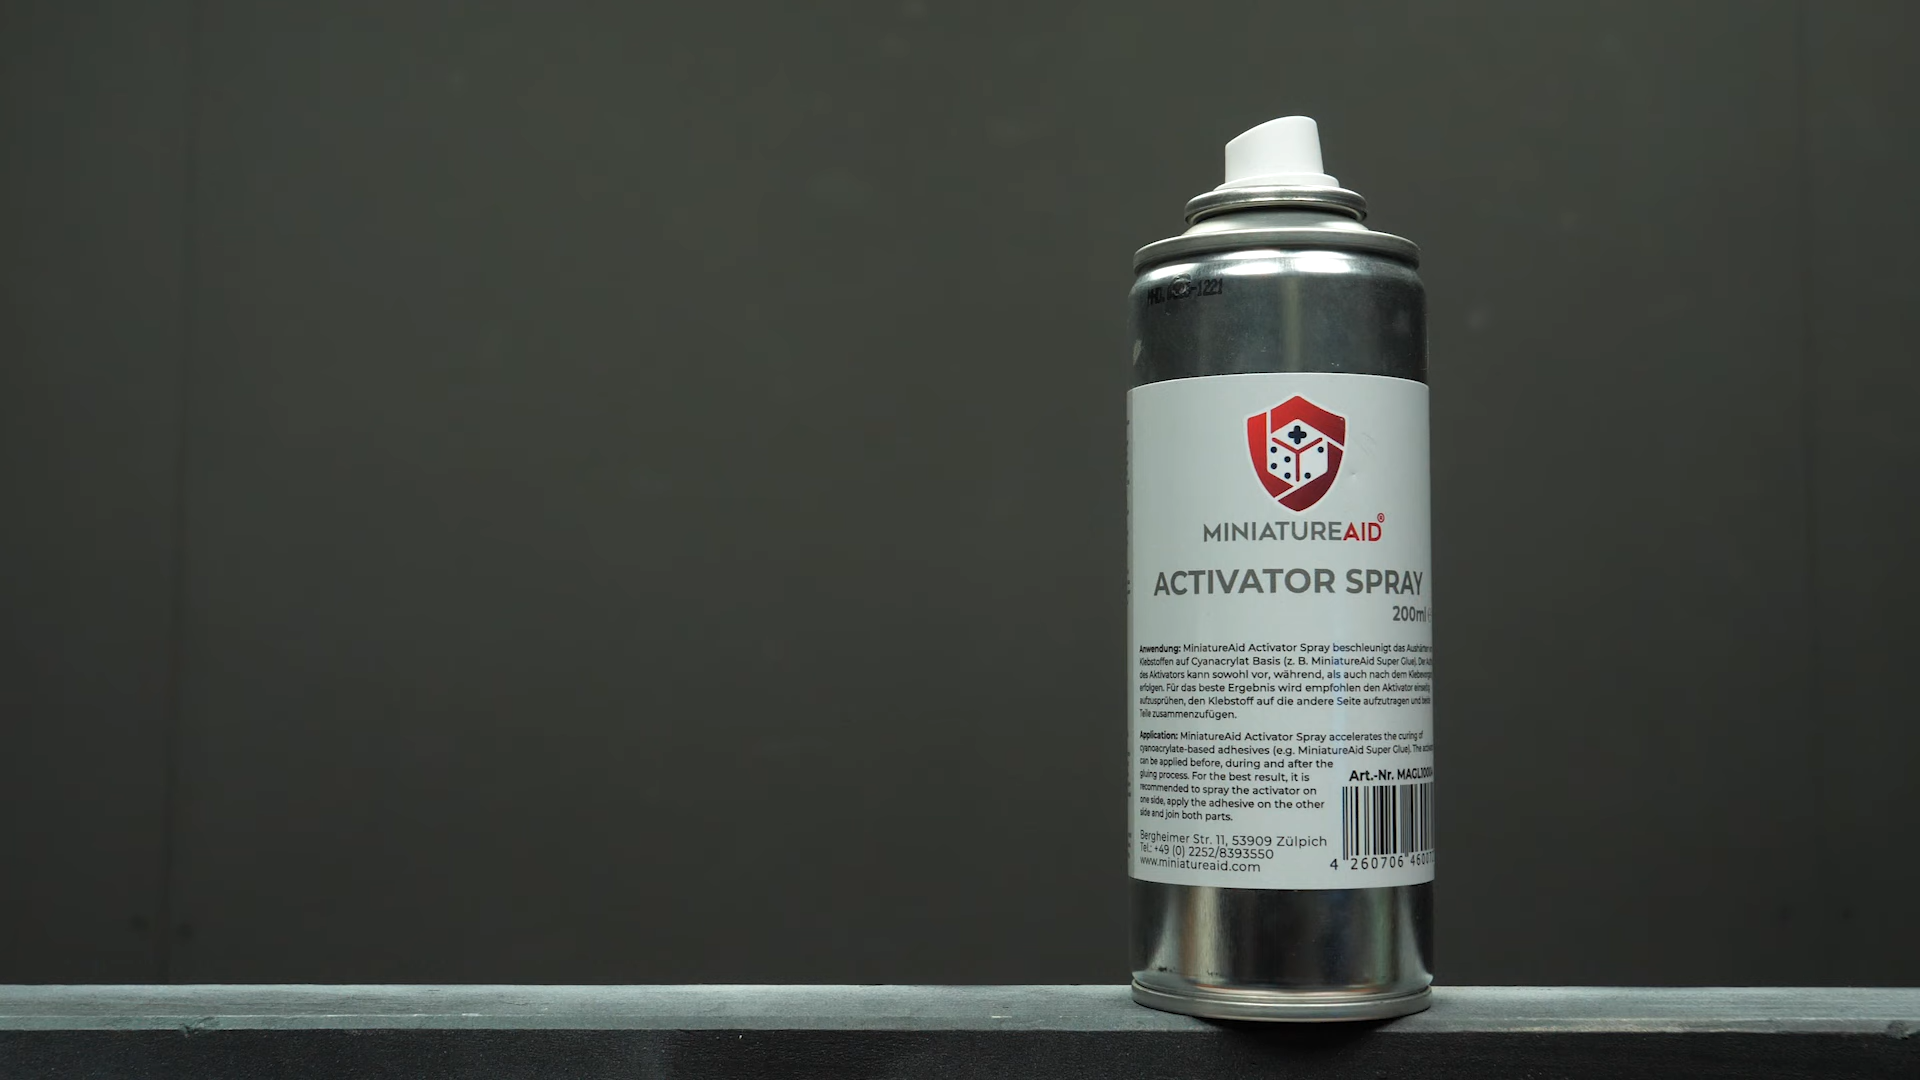 MHD.
-1221
MINIATUREAID®
ACTIVATOR SPRAY
200ml
Anwendung: MiniatureAid Activator Spray beschleunigt das Aushärten
Klebstoffen auf Cyanacrylat Basis (z. B. MiniatureAid Super Glue). Der
des Aktivators kann sowohl vor, während, als auch nach dem
erfolgen. Für das beste Ergebnis wird empfohlen den Aktivator einseitig
aufzusprühen, den Klebstoff auf die andere Seite aufzutragen und beide
Teile zusammenzufügen.
Application: MiniatureAid Activator Spray accelerates the curing of
cyanoacrylate-based adhesives (e.g. MiniatureAid Super Glue). The
can be applied before, during and after the
gluing process. For the best result, it is
recommended to spray the activator on
one side, apply the adhesive on the other
side and join both parts.
Art.-Nr.
Bergheimer Str. 11, 53909 Zülpich
Tel.: +49 (0) 2252/8393550
www.miniatureaid.com
4 260706